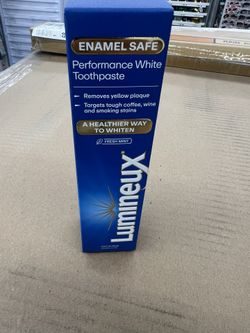 ENAMEL SAFE
Performance White
Toothpaste
Removes yellow plaque
Targets tough coffee, wine
and smoking stains
A HEALTHIER WAY
TO WHITEN
FRESH MINT
Lumineux